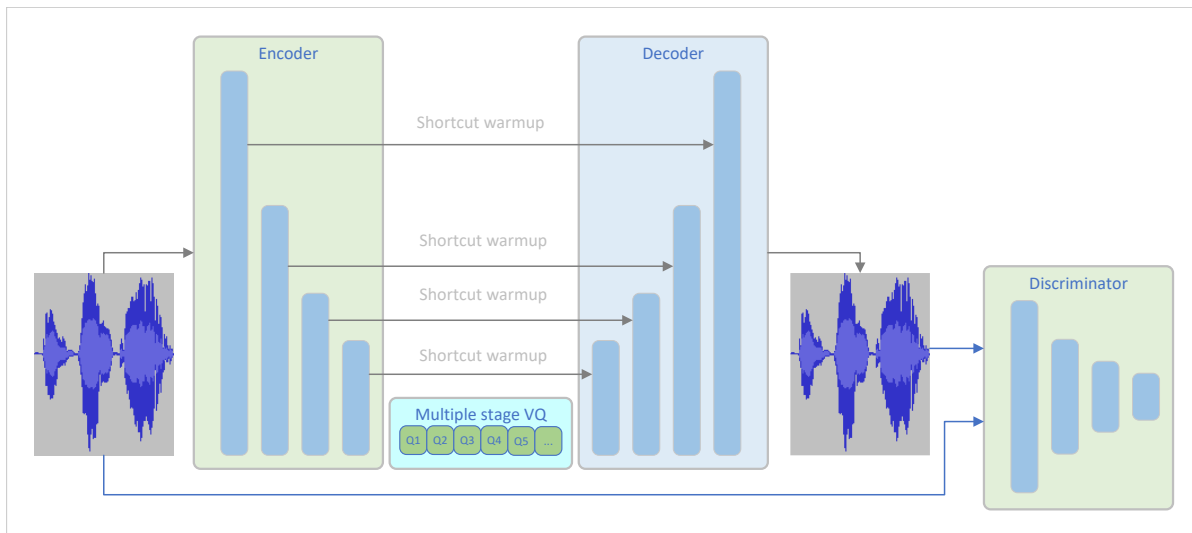 Encoder
Decoder
Shortcut warmup
Shortcut warmup
Discriminator
Shortcut warmup
Shortcut warmup
Multiple stage VQ
Q1 Q2 Q3 Q4 Q5 ...